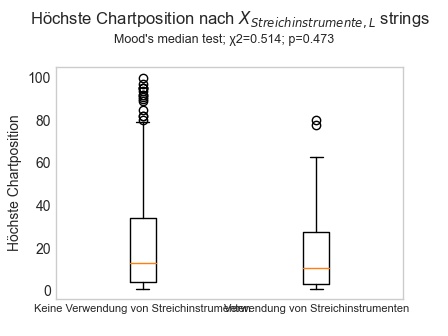 Höchste Chartposition nach X_{Streichinstrumente, L} strings
Mood's median test; χ2=0.514; p=0.473
Höchste Chartposition
100
80
60
40
20
0
Keine Verwendung von Streichinstrumenten
Verwendung von Streichinstrumenten